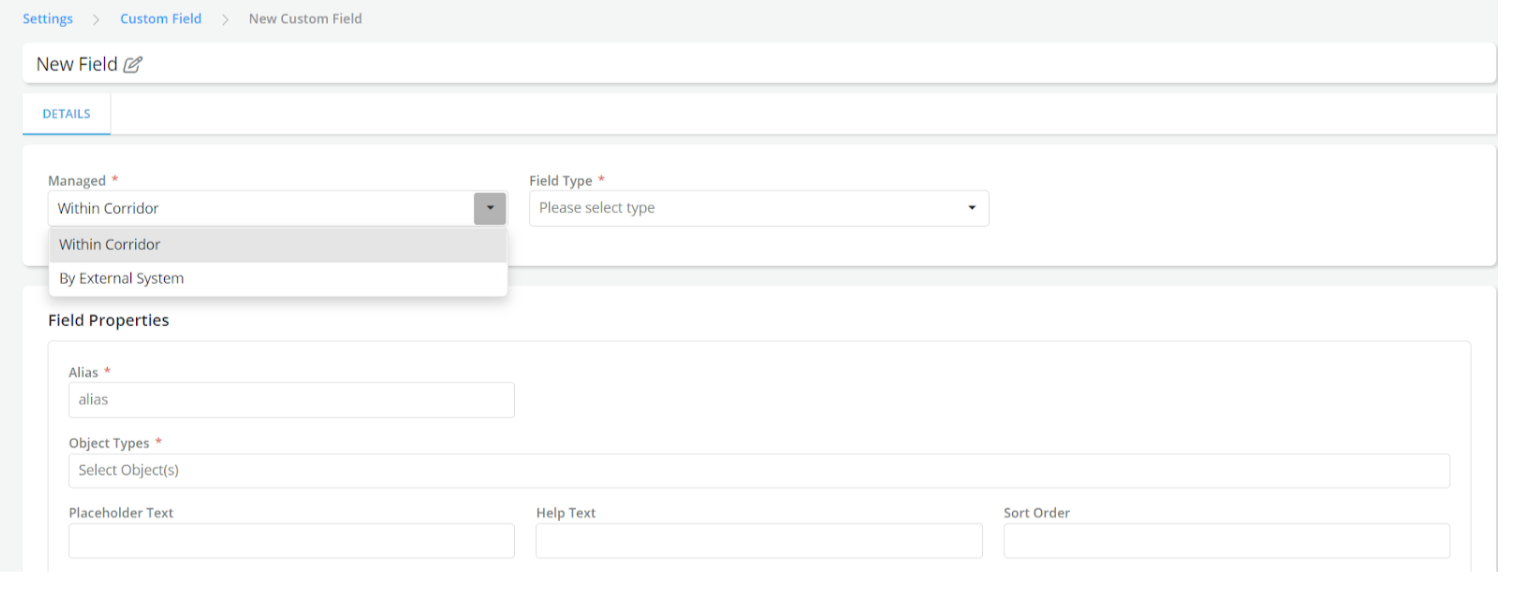 Settings > Custom Field > New Custom Field
New Field
DETAILS
Managed * Field Type *
Within Corridor Please select type
Within Corridor
By External System
Field Properties
Alias *
alias
Object Types *
Select Object(s)
Placeholder Text Help Text Sort Order